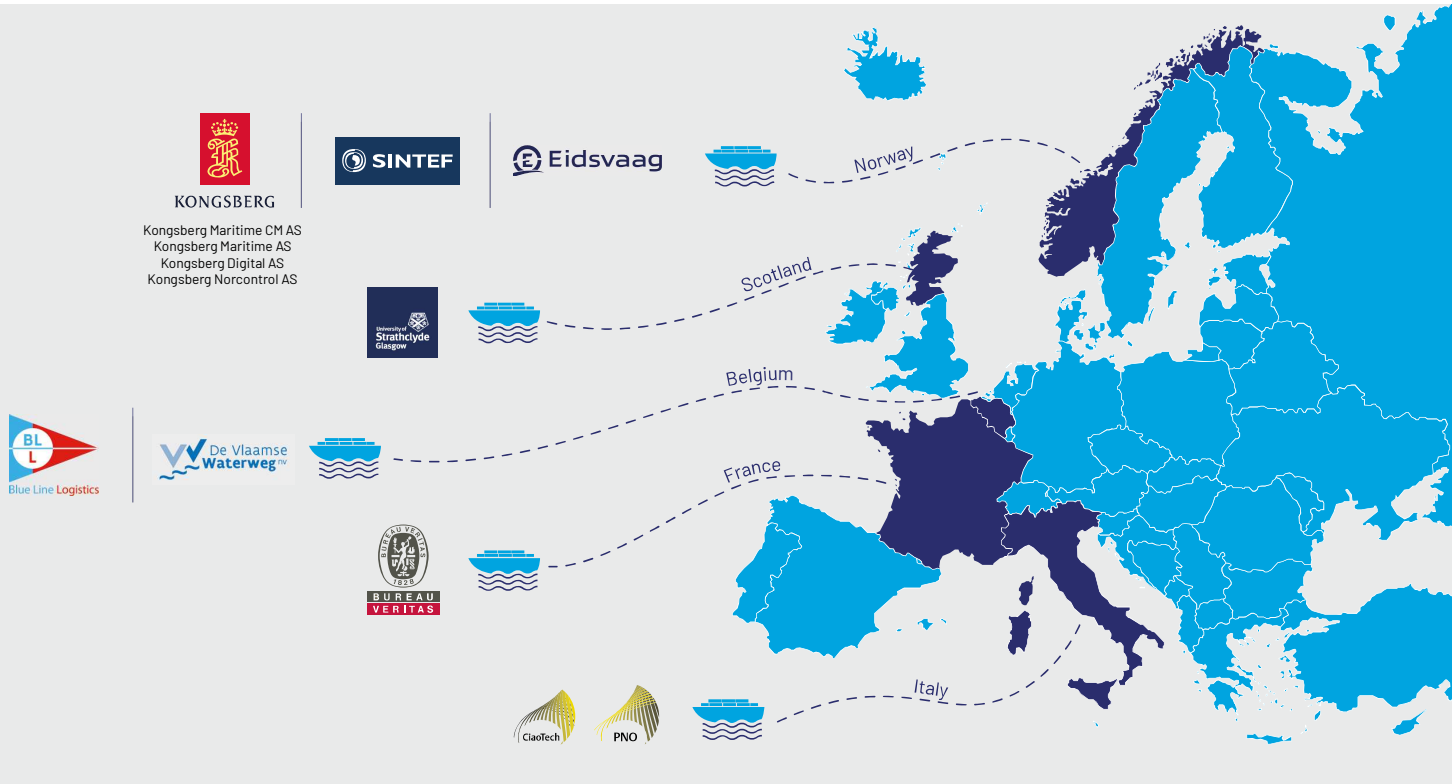 KONGSBERG
Kongsberg Maritime CM AS
Kongsberg Maritime AS
Kongsberg Digital AS
Kongsberg Norcontrol AS
SINTEF
E
Eidsvaag
Norway
University of
Strathclyde
Glasgow
Scotland
BL
L
Blue Line Logistics
De Vlaamse
Waterweg nv
Belgium
BUREAU VERITAS
1828
BUREAU
VERITAS
France
CiaoTech
PNO
Italy